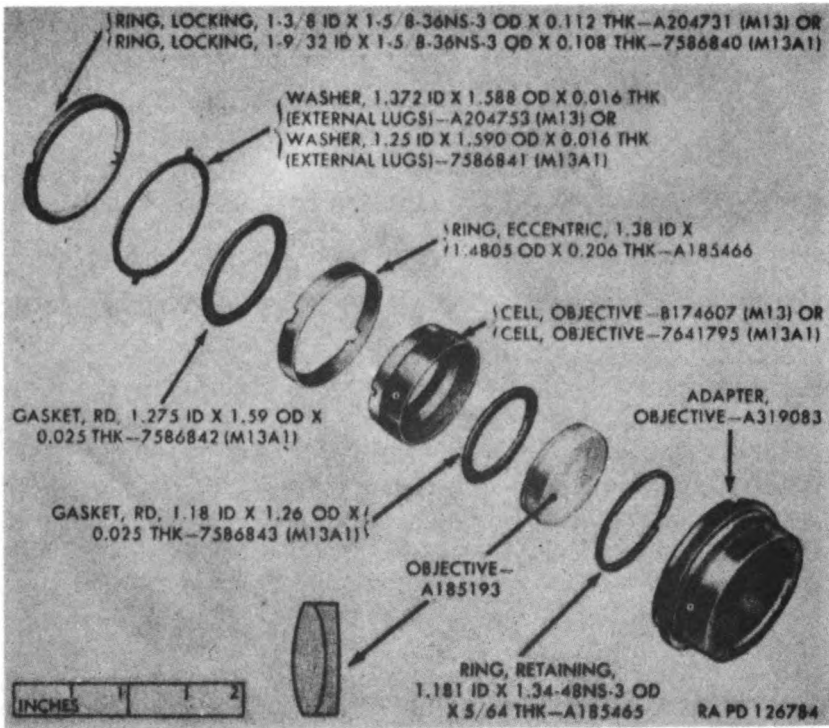 RING, LOCKING, 1-3/8 ID X 1-5/8-36NS-3 OD X 0.112 THK—A204731 (M13) OR
RING, LOCKING, 1-9/32 ID X 1-5/8-36NS-3 OD X 0.108 THK—7586840 (M13A1)
WASHER, 1.372 ID X 1.588 OD X 0.016 THK
(EXTERNAL LUGS)—A204753 (M13) OR
WASHER, 1.25 ID X 1.590 OD X 0.016 THK
(EXTERNAL LUGS)—7586841 (M13A1)
RING, ECCENTRIC, 1.38 ID X
1.4805 OD X 0.206 THK—A185466
CELL, OBJECTIVE—8174607 (M13) OR
CELL, OBJECTIVE—7641795 (M13A1)
ADAPTER,
OBJECTIVE—A319083
GASKET, RD, 1.275 ID X 1.59 OD X
0.025 THK—7586842 (M13A1)
GASKET, RD, 1.18 ID X 1.26 OD X
0.025 THK—7586843 (M13A1)
OBJECTIVE—
A185193
RING, RETAINING,
1.181 ID X 1.34-48NS-3 OD
X 5/64 THK—A185465
INCHES 1 1 2
RA PD 126784